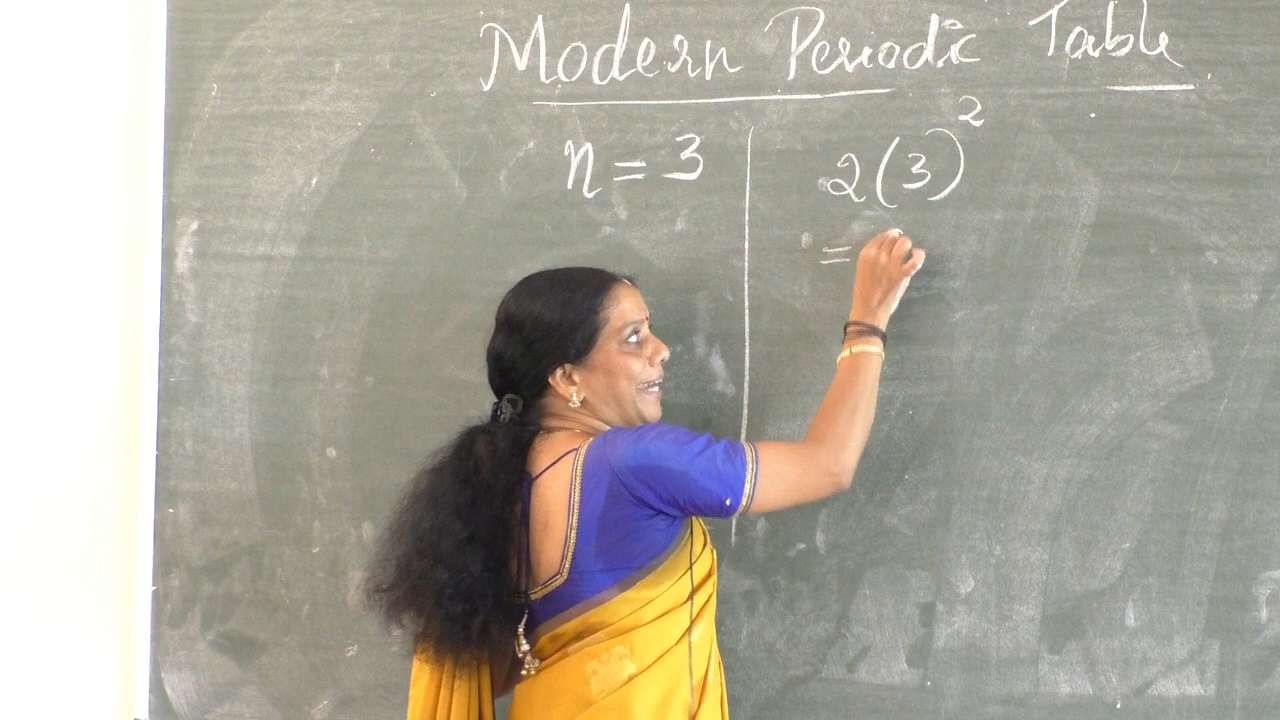 Modern Periodic Table
n = 3
2(3)²
=